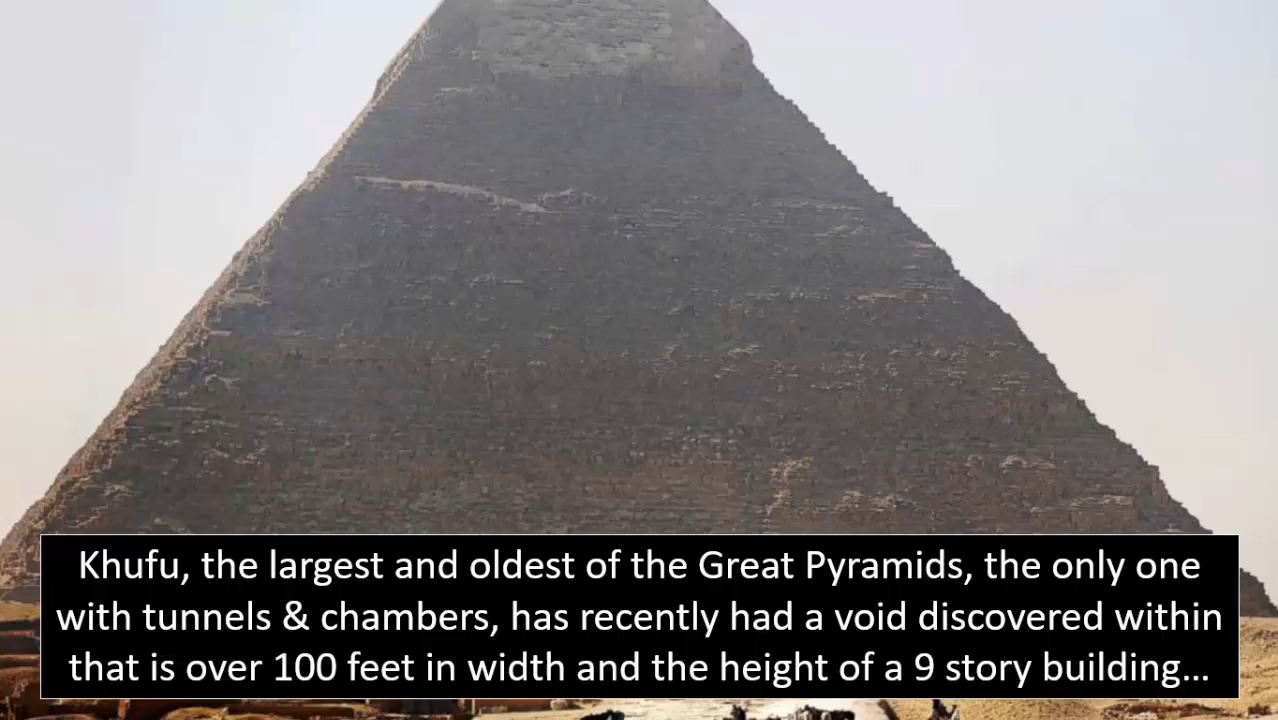 Khufu, the largest and oldest of the Great Pyramids, the only one
with tunnels & chambers, has recently had a void discovered within
that is over 100 feet in width and the height of a 9 story building...